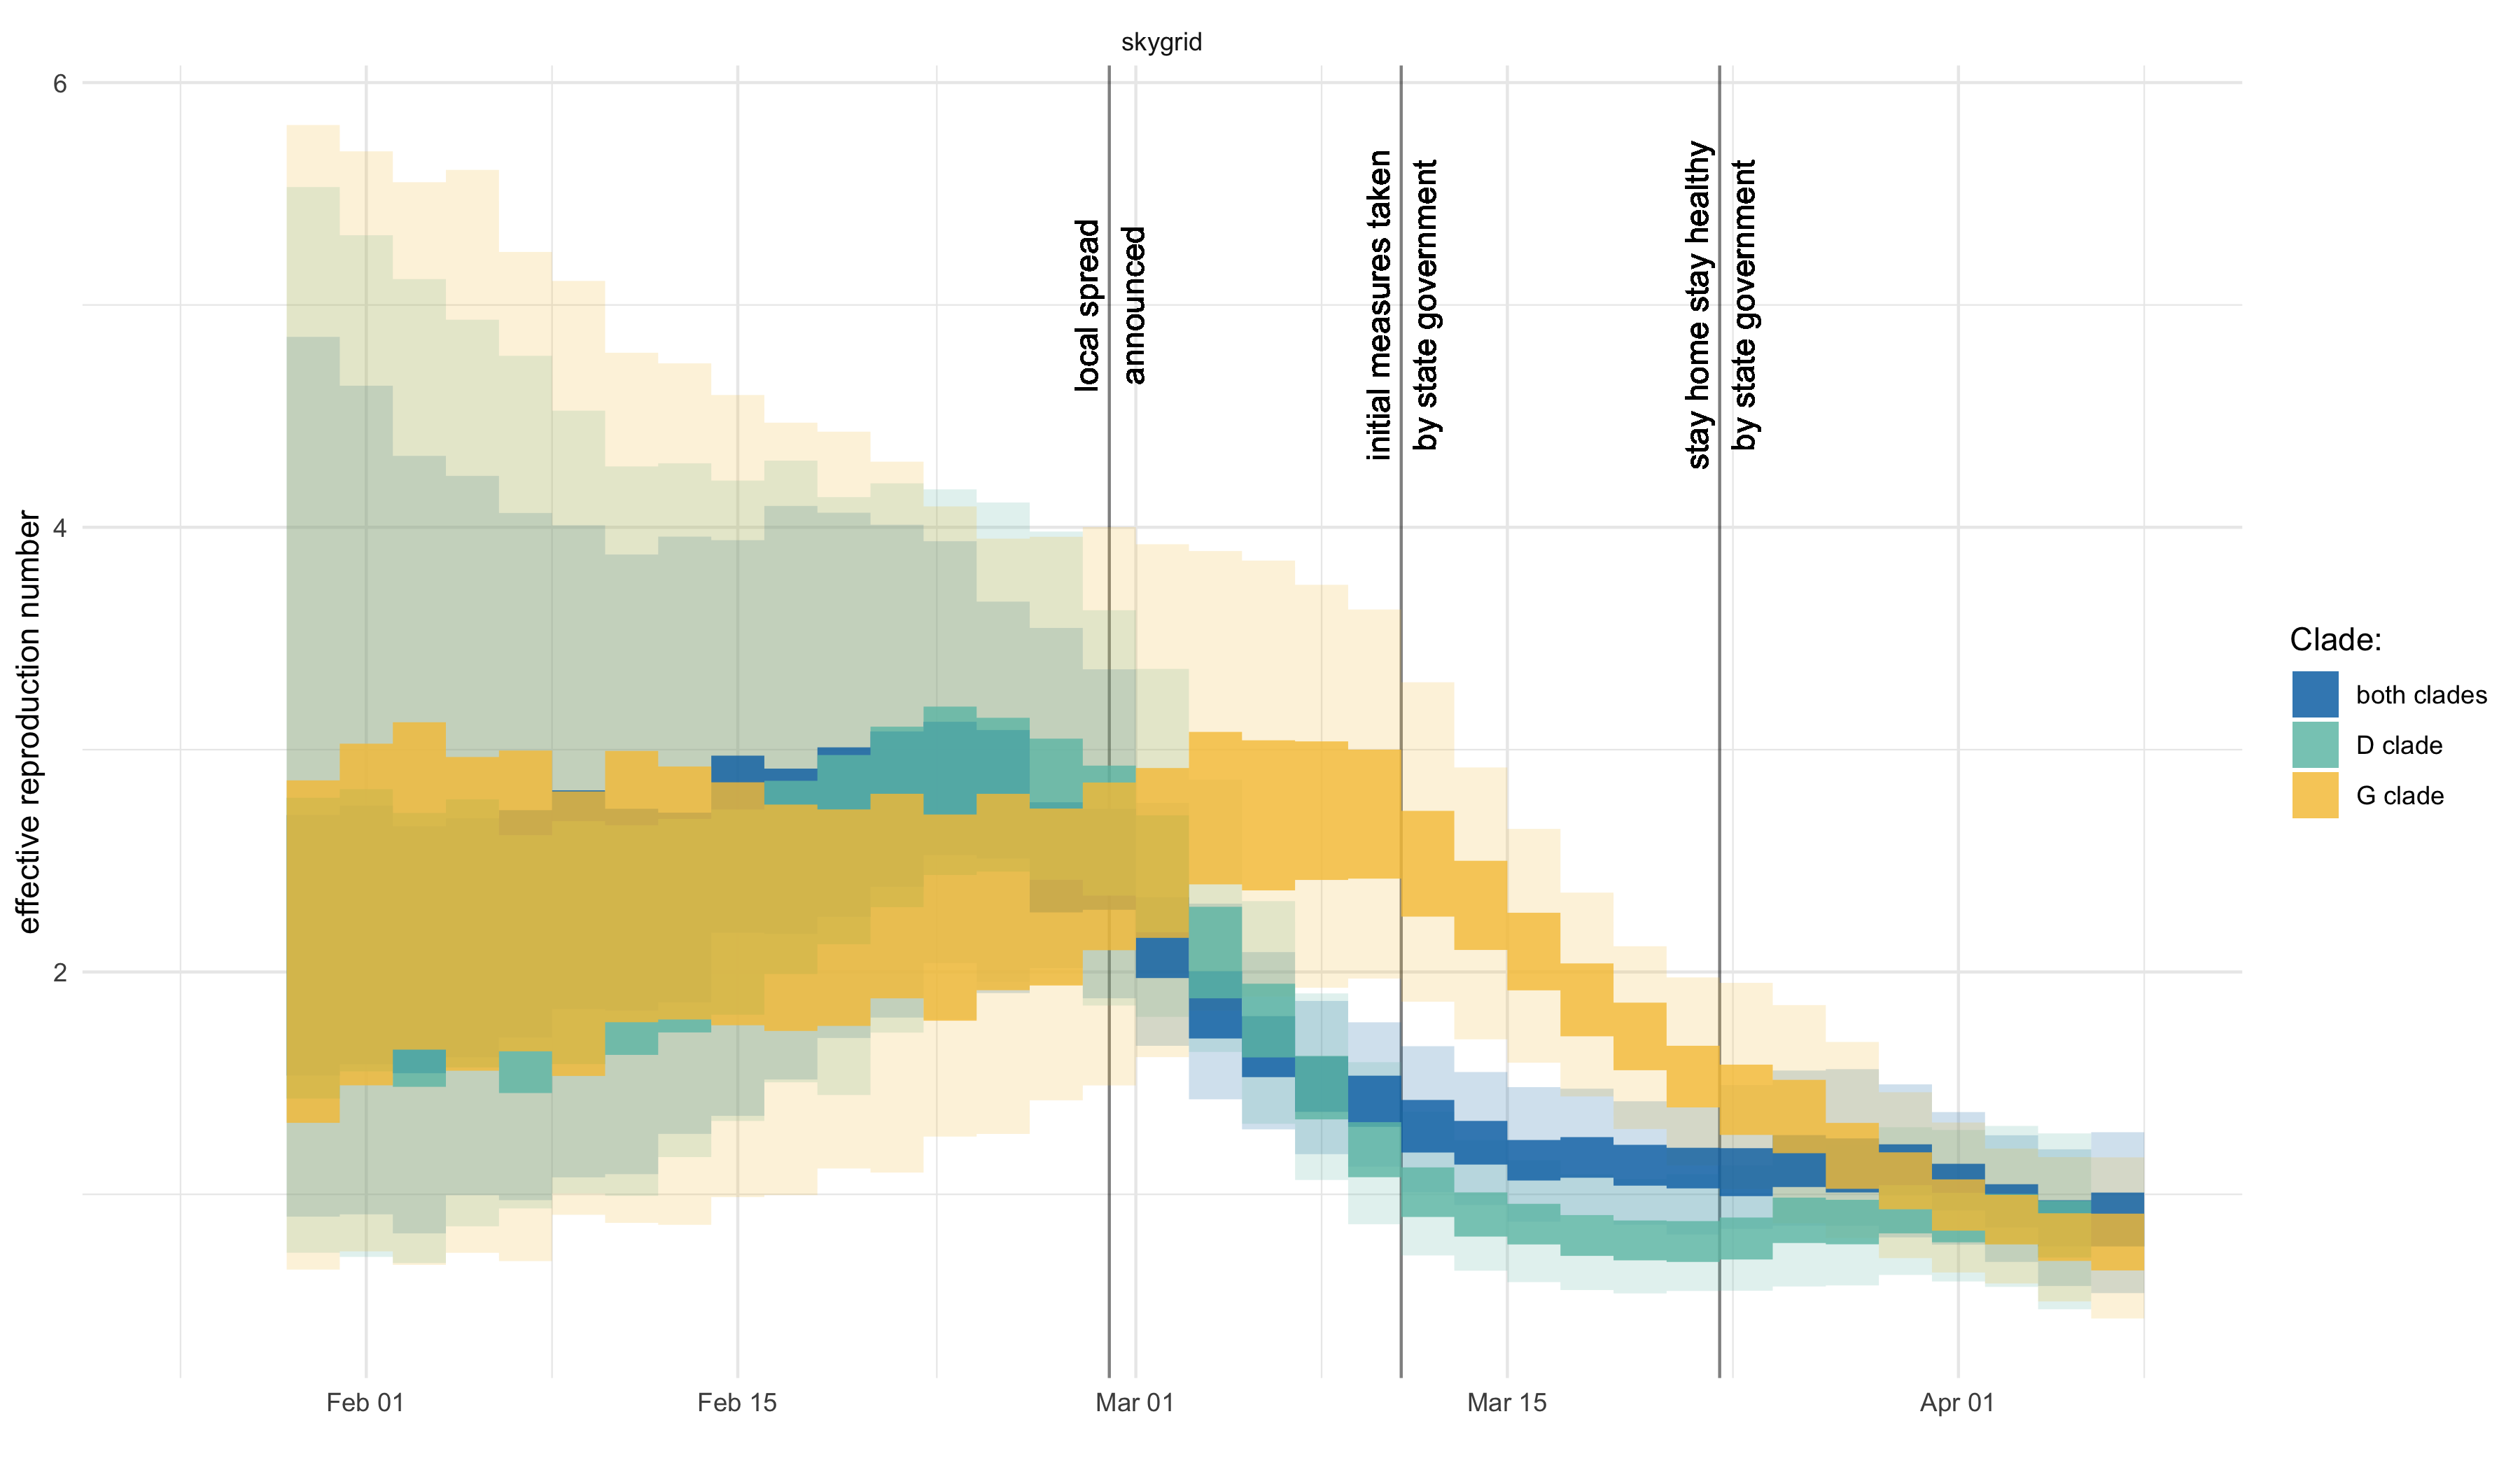 skygrid
6
4
2
effective reproduction number
local spread
announced
initial measures taken
by state government
stay home stay healthy
by state government
Feb 01
Feb 15
Mar 01
Mar 15
Apr 01
Clade:
both clades
D clade
G clade